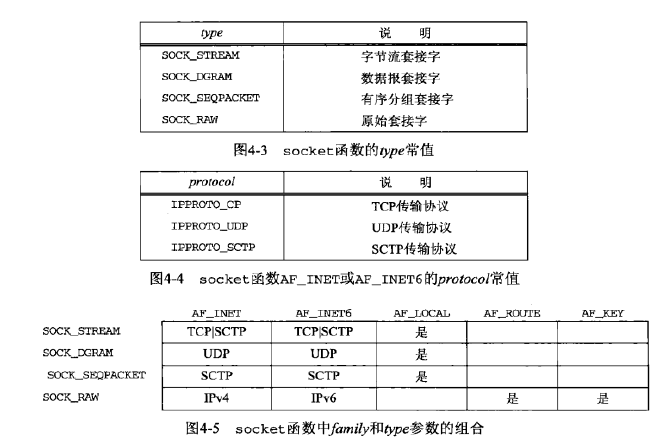 type 说 明
SOCK_STREAM 字节流套接字
SOCK_DGRAM 数据报套接字
SOCK_SEQPACKET 有序分组套接字
SOCK_RAW 原始套接字
图4-3 socket函数的type常值
protocol 说 明
IPPROTO_CP TCP传输协议
IPPROTO_UDP UDP传输协议
IPPROTO_SCTP SCTP传输协议
图4-4 socket函数AF_INET或AF_INET6的protocol常值
AF_INET AF_INET6 AF_LOCAL AF_ROUTE AF_KEY
SOCK_STREAM TCP|SCTP TCP|SCTP 是
SOCK_DGRAM UDP UDP 是
SOCK_SEQPACKET SCTP SCTP 是
SOCK_RAW IPv4 IPv6 是 是
图4-5 socket函数中family和type参数的组合